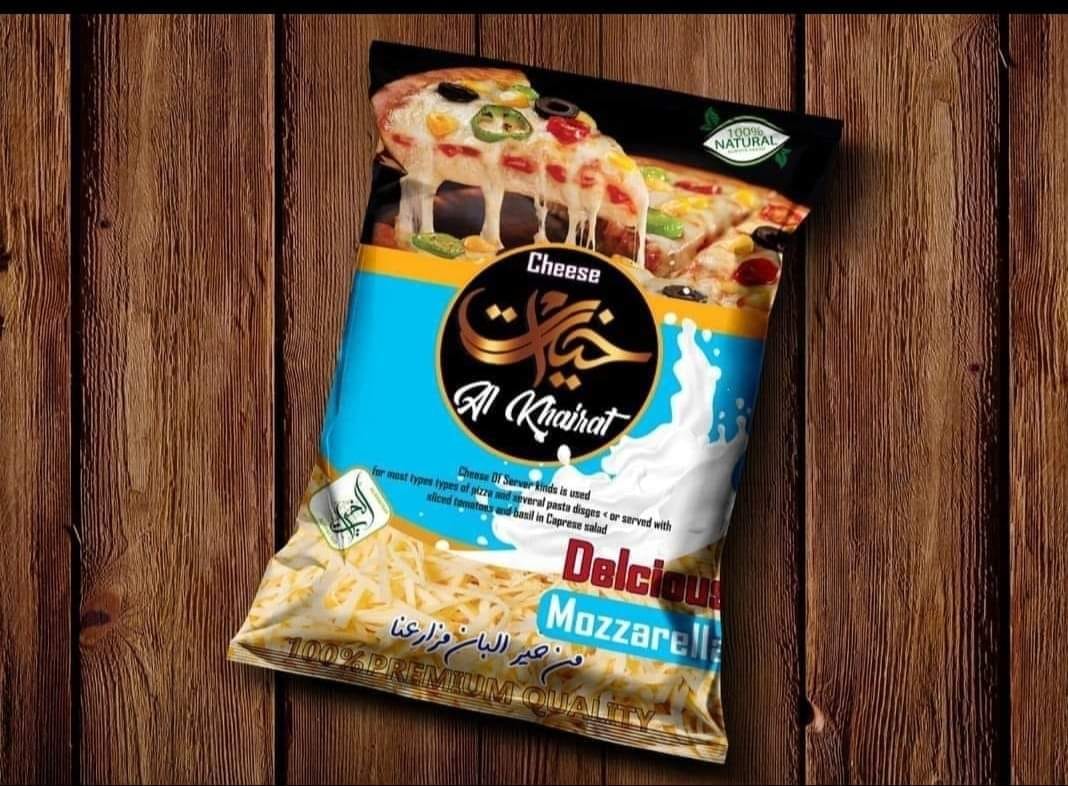 100%
NATURAL
Cheese
خيرات
Al Khairat
Cheese Of Server kinds is used
for most types types of pizza and several pasta disges < or served with
sliced tomatoes and basil in Caprese salad
Delcious
Mozzarella
من خير البان مزارعنا
100% PREMIUM QUALITY